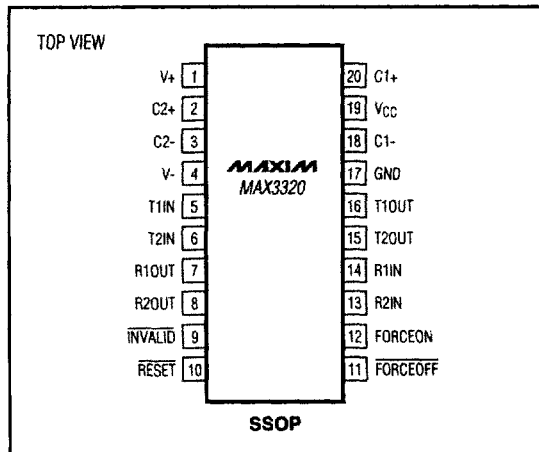 TOP VIEW
V+ 1
C2+ 2
C2- 3
V- 4
T1IN 5
T2IN 6
R1OUT 7
R2OUT 8
INVALID 9
RESET 10
MAXIM
MAX3320
20 C1+
19 VCC
18 C1-
17 GND
16 T1OUT
15 T2OUT
14 R1IN
13 R2IN
12 FORCEON
11 FORCEOFF
SSOP